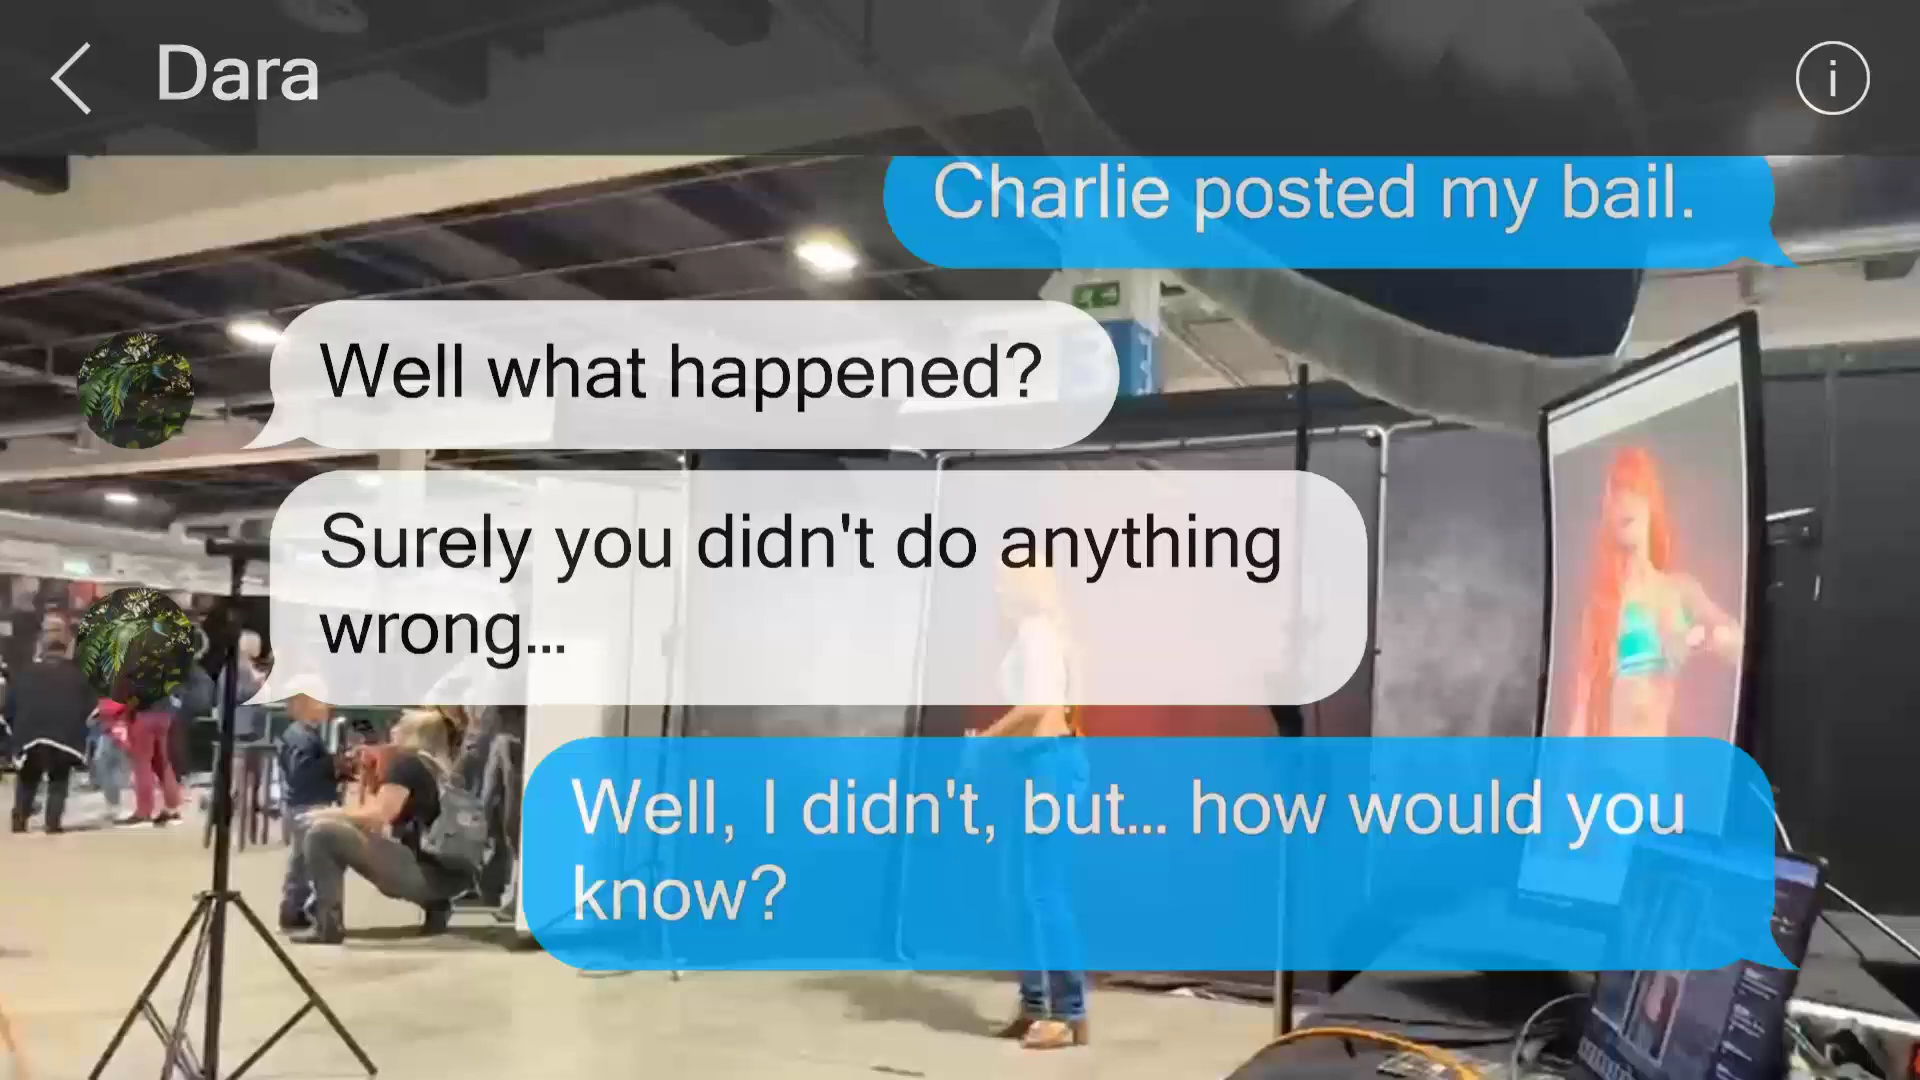 Dara
Charlie posted my bail.
Well what happened?
Surely you didn't do anything
wrong...
Well, I didn't, but... how would you
know?